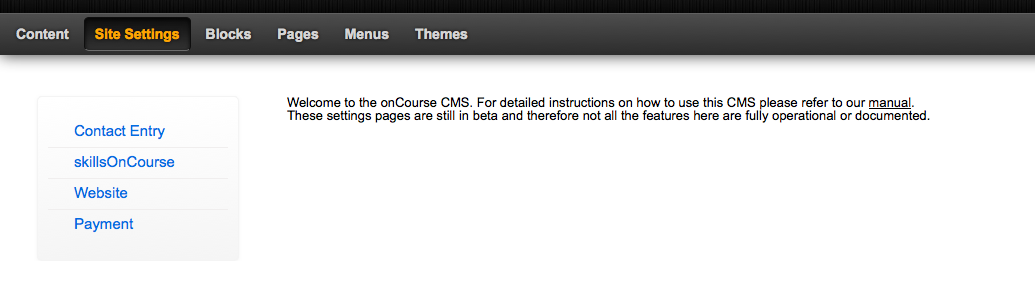 Content Site Settings Blocks Pages Menus Themes
Contact Entry
skillsOnCourse
Website
Payment
Welcome to the onCourse CMS. For detailed instructions on how to use this CMS please refer to our manual.
These settings pages are still in beta and therefore not all the features here are fully operational or documented.